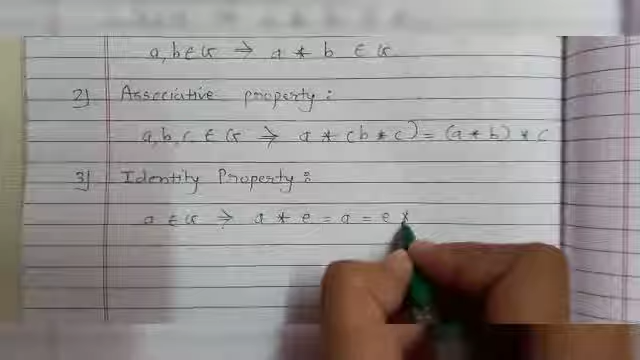 a, b ∈ G ⇒ a * b ∈ G
2) Associative property :
a, b, c ∈ G ⇒ a * (b * c) = (a * b) * c
3) Identity Property :
a ∈ G ⇒ a * e = a = e *